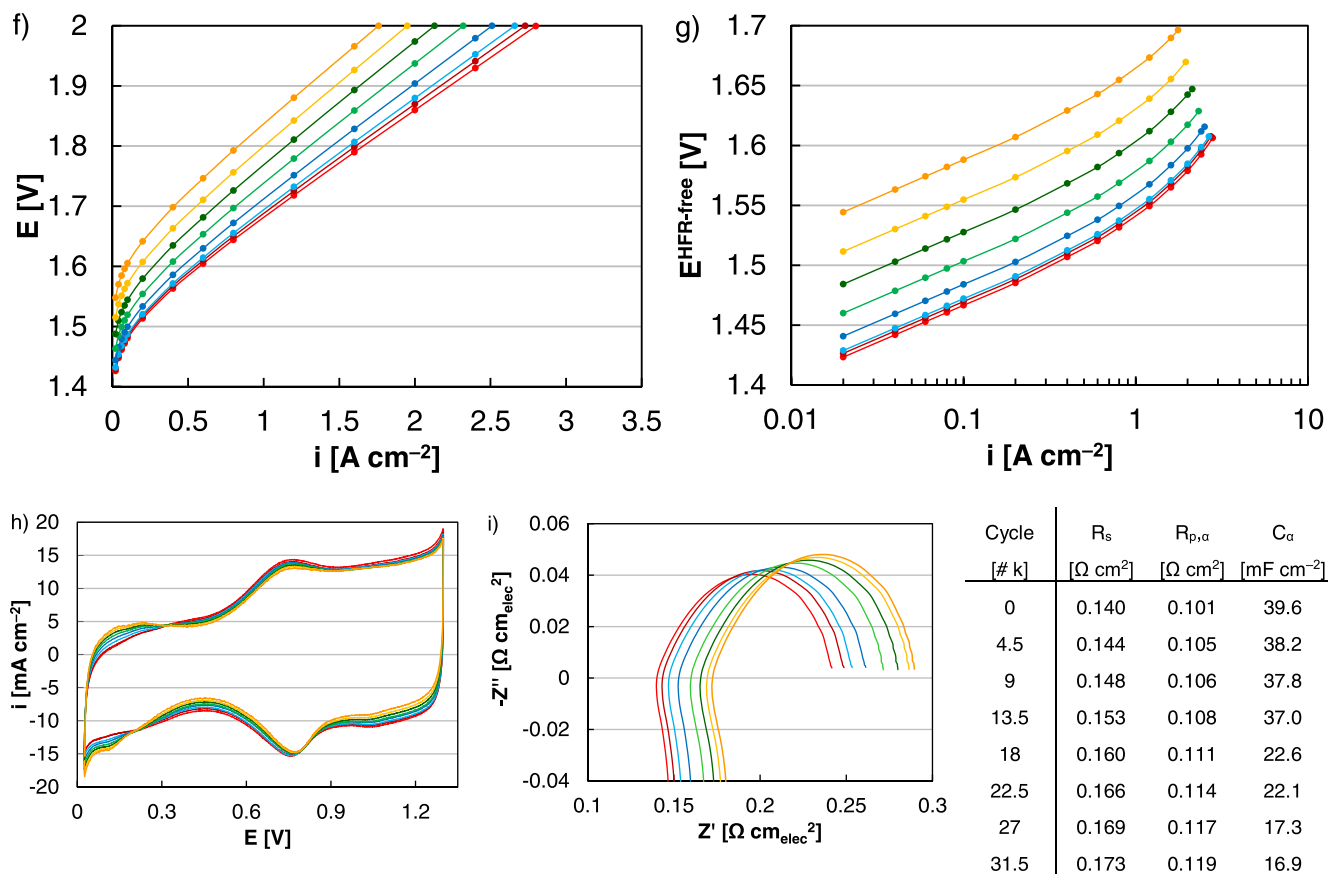 f)
2
1.9
1.8
1.7
1.6
1.5
1.4
E [V]
0 0.5 1 1.5 2 2.5 3 3.5
i [A cm⁻²]
g)
1.7
1.65
1.6
1.55
1.5
1.45
1.4
E^HFR-free [V]
0.01 0.1 1 10
i [A cm⁻²]
h)
20
15
10
5
0
-5
-10
-15
-20
i [mA cm⁻²]
0 0.3 0.6 0.9 1.2
E [V]
i)
0.06
0.04
0.02
0
-0.02
-0.04
-Z" [Ω cm_elec²]
0.1 0.15 0.2 0.25 0.3
Z' [Ω cm_elec²]
Cycle R_s R_p,α C_α
[# k] [Ω cm²] [Ω cm²] [mF cm⁻²]
0 0.140 0.101 39.6
4.5 0.144 0.105 38.2
9 0.148 0.106 37.8
13.5 0.153 0.108 37.0
18 0.160 0.111 22.6
22.5 0.166 0.114 22.1
27 0.169 0.117 17.3
31.5 0.173 0.119 16.9